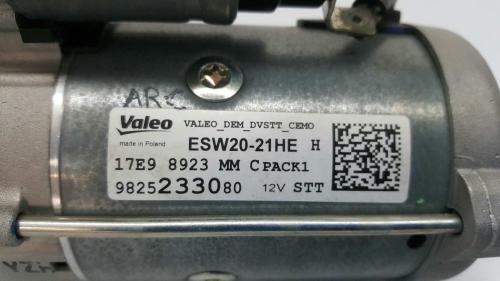 ARC
Valeo VALEO_DEM_DVSTT_CEMO
made in Poland ESW20-21HE H
17E9 8923 MM C PACK1
9825233080 12V STT